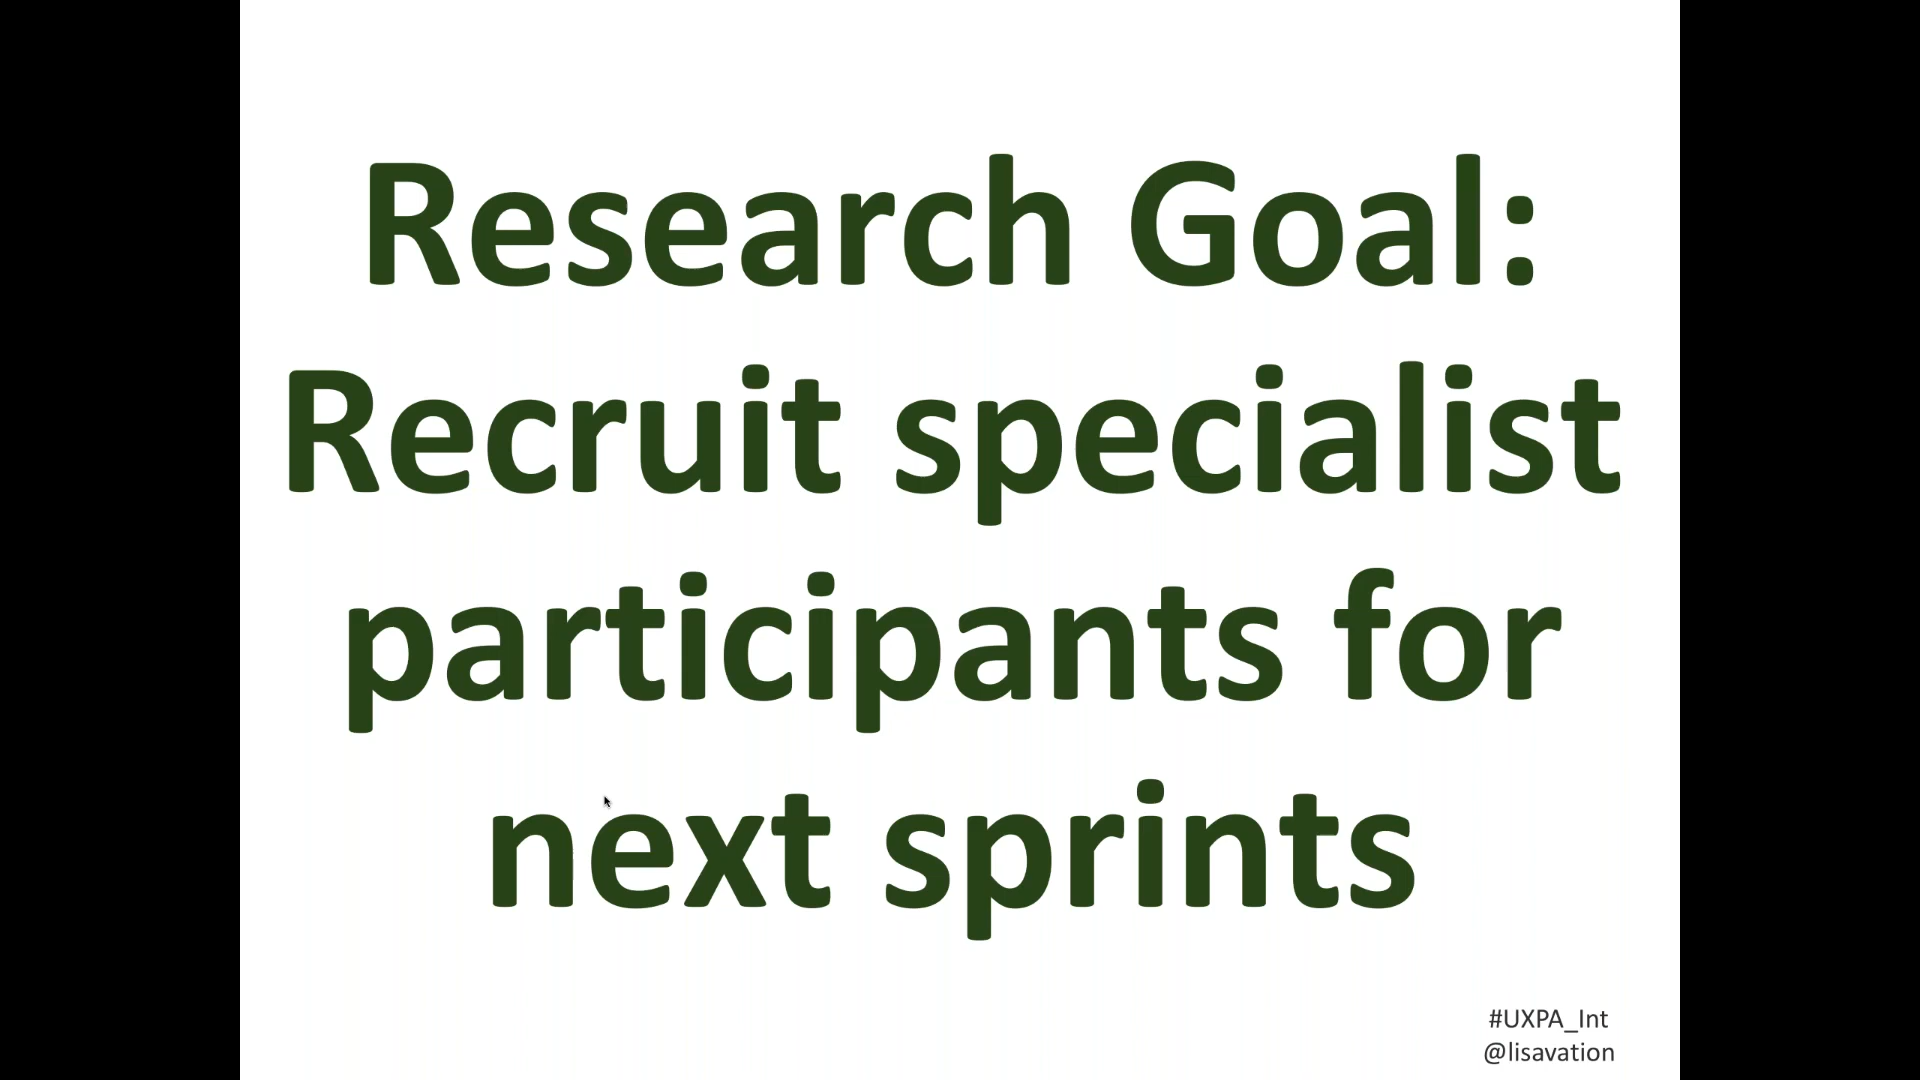 Research Goal:
Recruit specialist
participants for
next sprints
#UXPA_Int
@lisavation